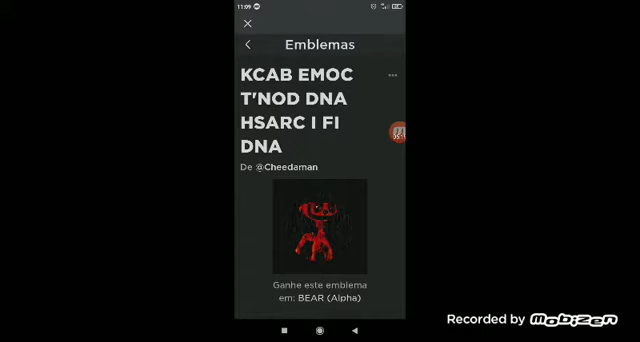 11:09
Emblemas
KCAB EMOC
T'NOD DNA
HSARC I FI
DNA
De @Cheedaman
Ganhe este emblema
em: BEAR (Alpha)
Recorded by Mobizen